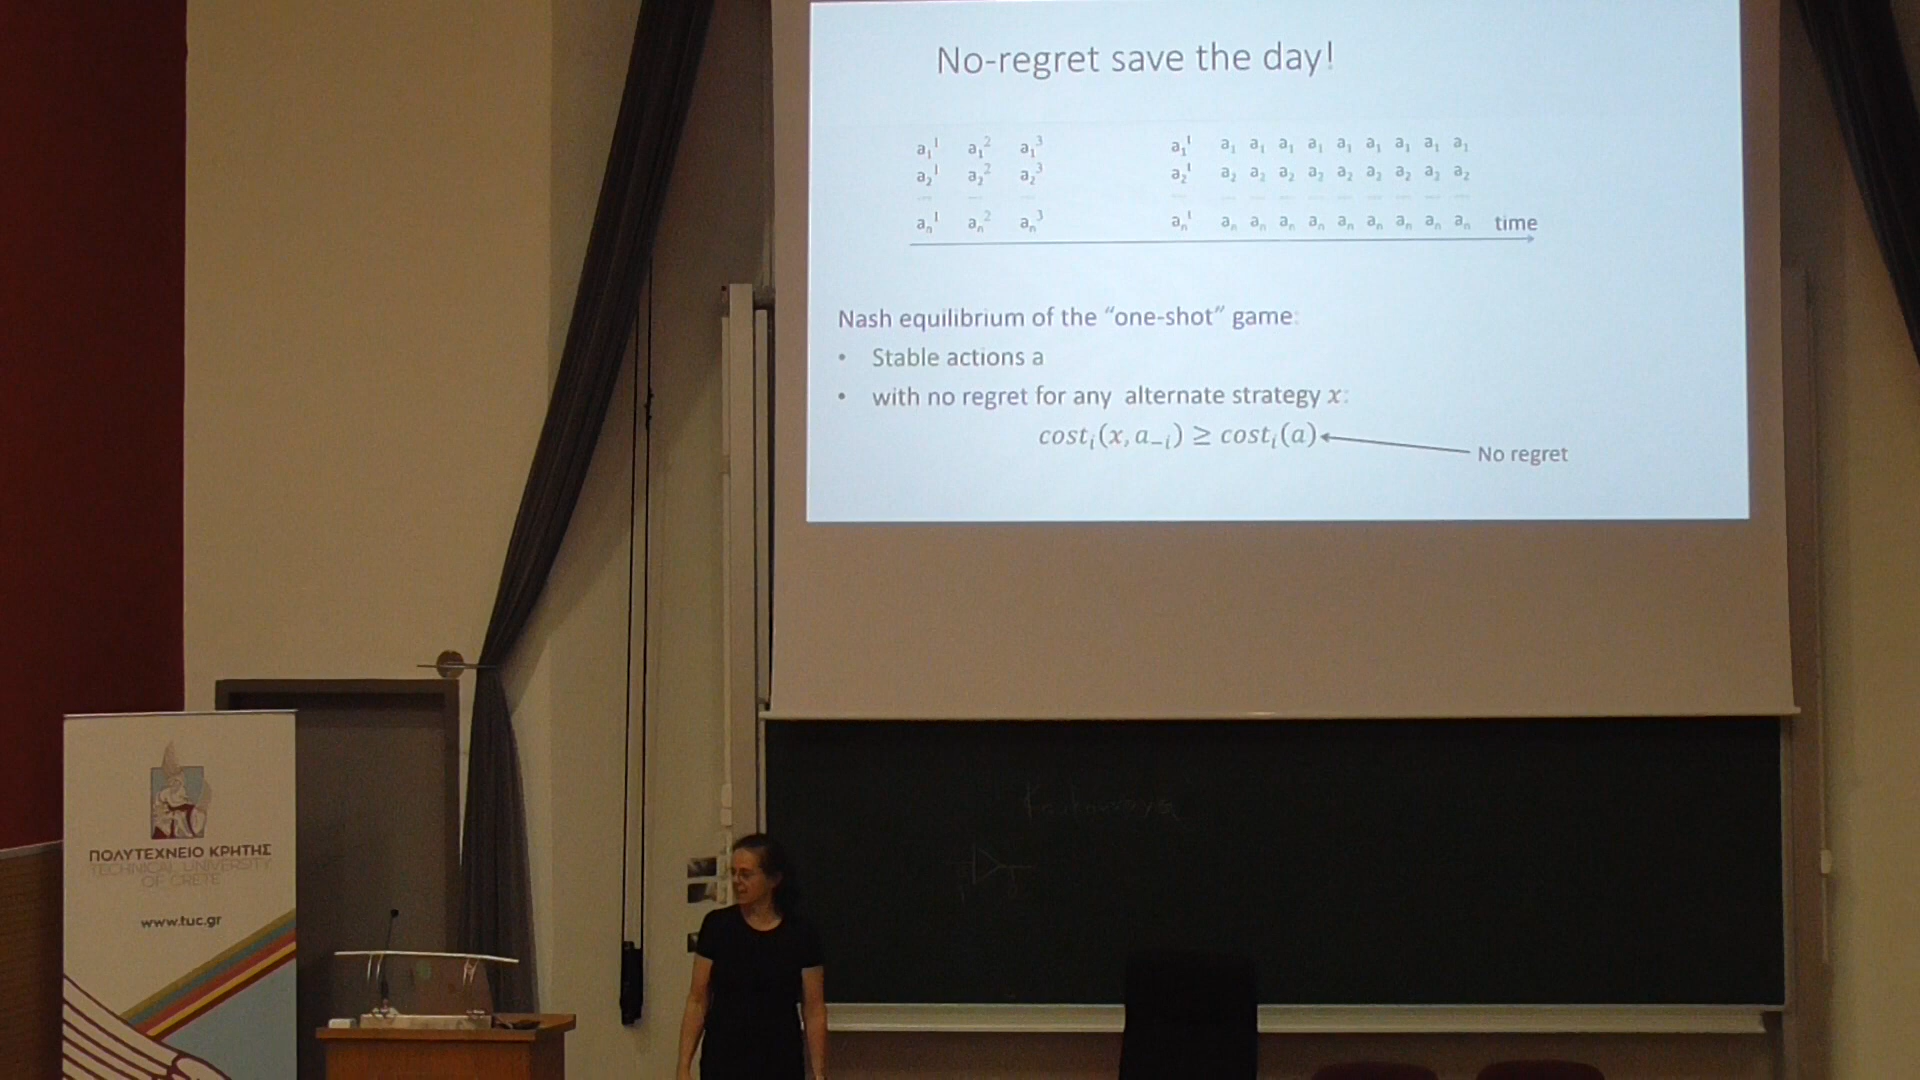 No-regret save the day!
a₁¹ a₁² a₁³ a₁ᵗ a₁ a₁ a₁ a₁ a₁ a₁ a₁ a₁ a₁
a₂¹ a₂² a₂³ a₂ᵗ a₂ a₂ a₂ a₂ a₂ a₂ a₂ a₂ a₂
... ... ... ... ... ... ... ... ... ... ... ... ...
aₙ¹ aₙ² aₙ³ aₙᵗ aₙ aₙ aₙ aₙ aₙ aₙ aₙ aₙ aₙ time
Nash equilibrium of the “one-shot” game:
• Stable actions a
• with no regret for any alternate strategy x:
costᵢ(x, a₋ᵢ) ≥ costᵢ(a)
No regret
ΠΟΛΥΤΕΧΝΕΙΟ ΚΡΗΤΗΣ
TECHNICAL UNIVERSITY
OF CRETE
www.tuc.gr